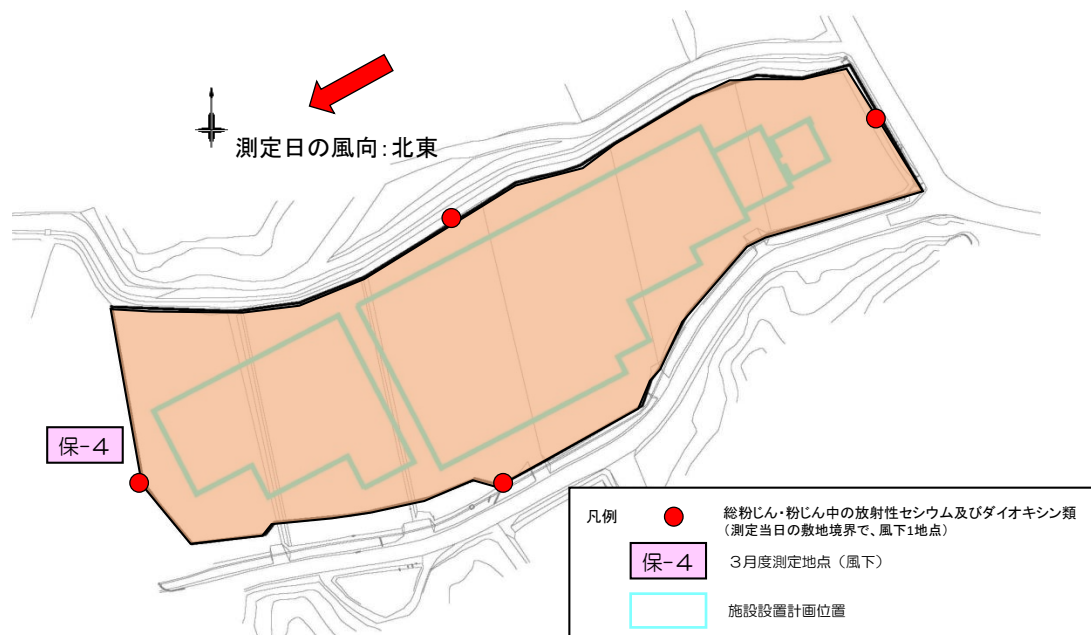 測定日の風向:北東
保-4
凡例
総粉じん・粉じん中の放射性セシウム及びダイオキシン類
(測定当日の敷地境界で、風下1地点)
保-4
3月度測定地点(風下)
施設設置計画位置